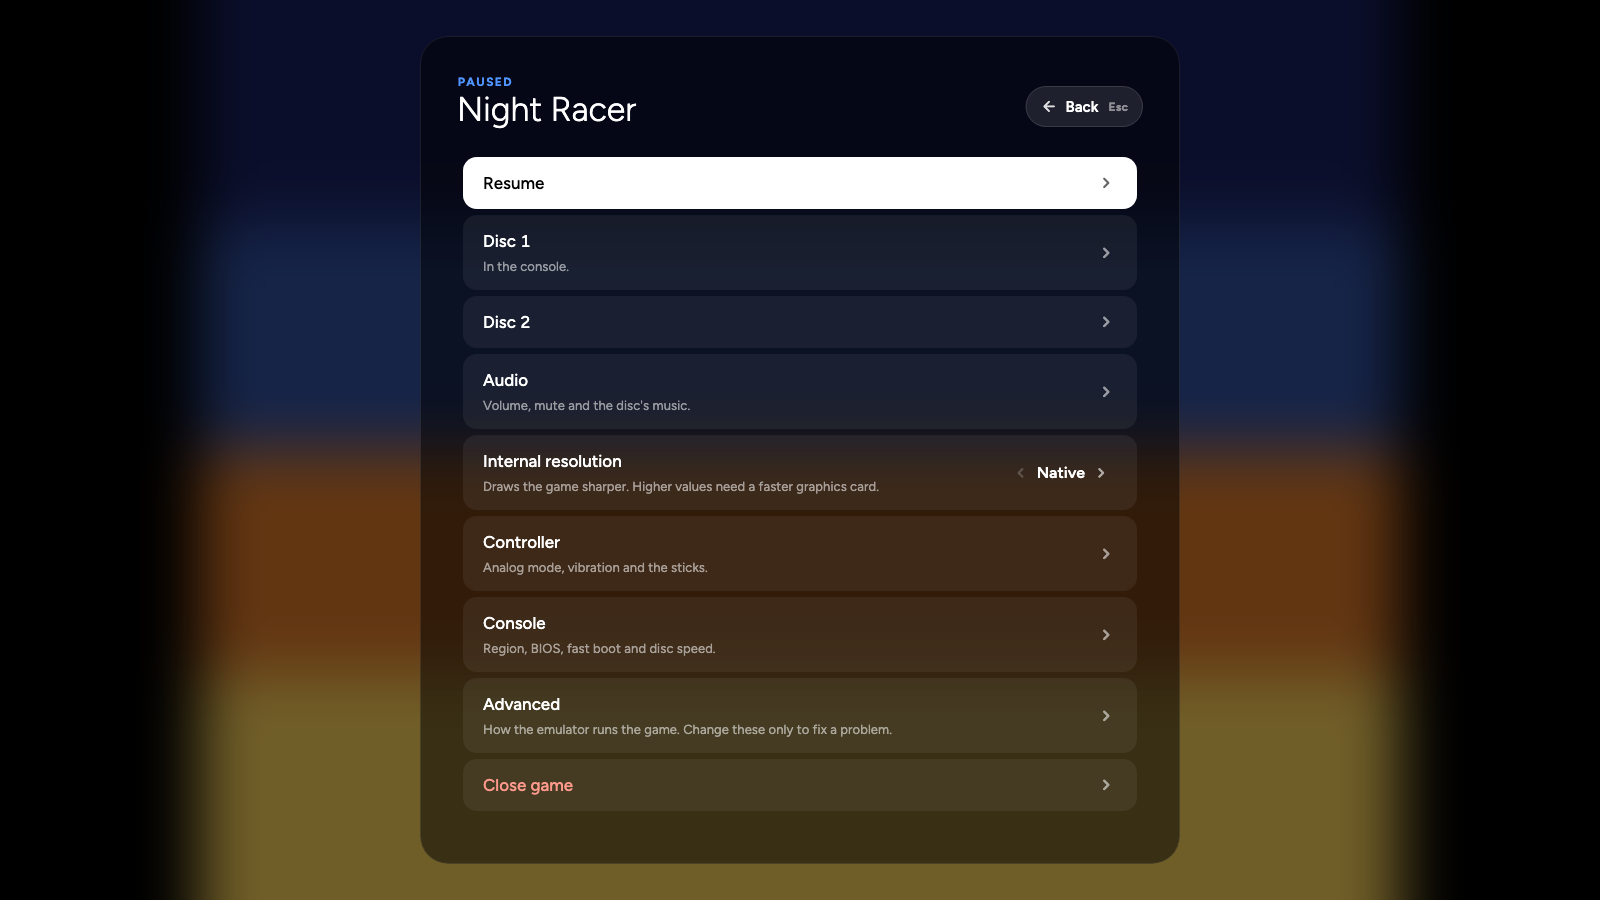 PAUSED
Night Racer
Back Esc
Resume
Disc 1
In the console.
Disc 2
Audio
Volume, mute and the disc's music.
Internal resolution
Draws the game sharper. Higher values need a faster graphics card.
Native
Controller
Analog mode, vibration and the sticks.
Console
Region, BIOS, fast boot and disc speed.
Advanced
How the emulator runs the game. Change these only to fix a problem.
Close game